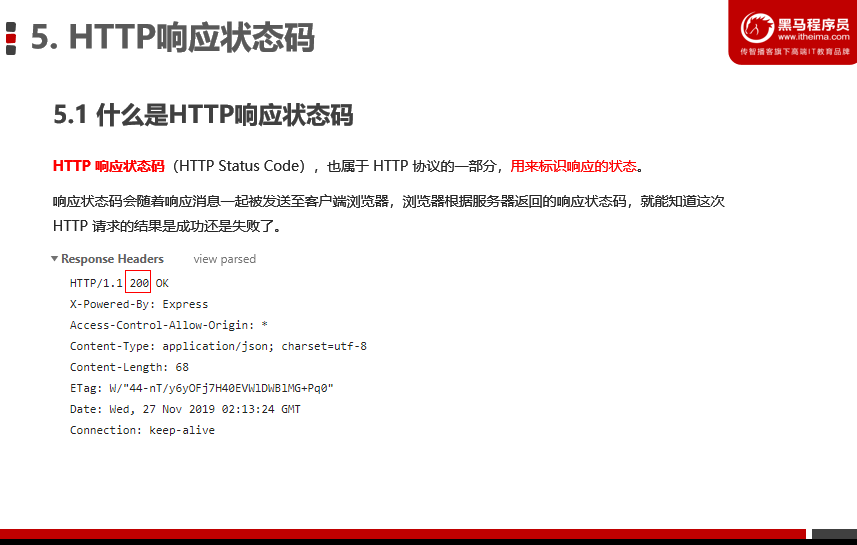 5. HTTP响应状态码
黑马程序员
www.itheima.com
传智播客旗下高端IT教育品牌
5.1 什么是HTTP响应状态码
HTTP 响应状态码（HTTP Status Code），也属于 HTTP 协议的一部分，用来标识响应的状态。
响应状态码会随着响应消息一起被发送至客户端浏览器，浏览器根据服务器返回的响应状态码，就能知道这次
HTTP 请求的结果是成功还是失败了。
Response Headers view parsed
HTTP/1.1 200 OK
X-Powered-By: Express
Access-Control-Allow-Origin: *
Content-Type: application/json; charset=utf-8
Content-Length: 68
ETag: W/"44-nT/y6yOFj7H40EVWlDWBlMG+Pq0"
Date: Wed, 27 Nov 2019 02:13:24 GMT
Connection: keep-alive